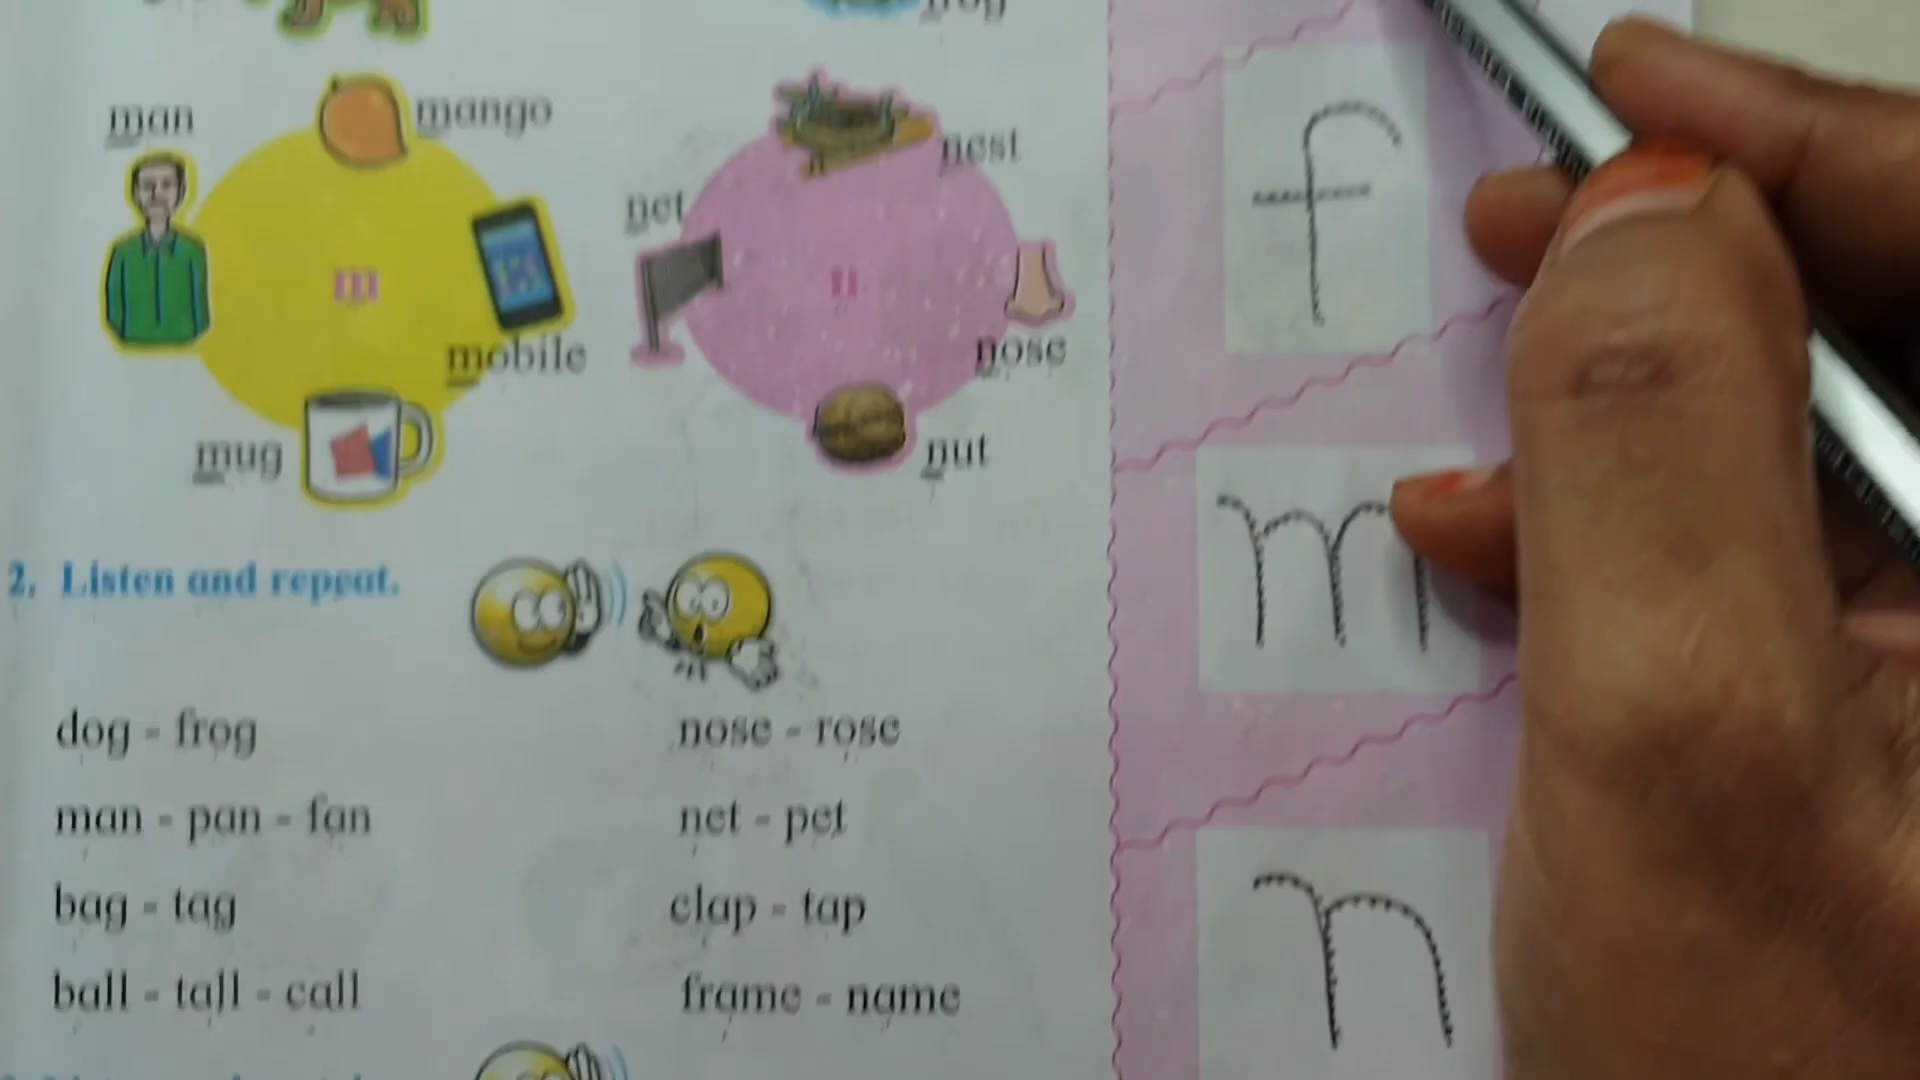 frog
man
mango
nest
net
m
n
mobile
nose
mug
nut
2. Listen and repeat.
dog - frog
nose - rose
man - pan - fan
net - pet
bag - tag
clap - tap
ball - tall - call
frame - name
f
m
n